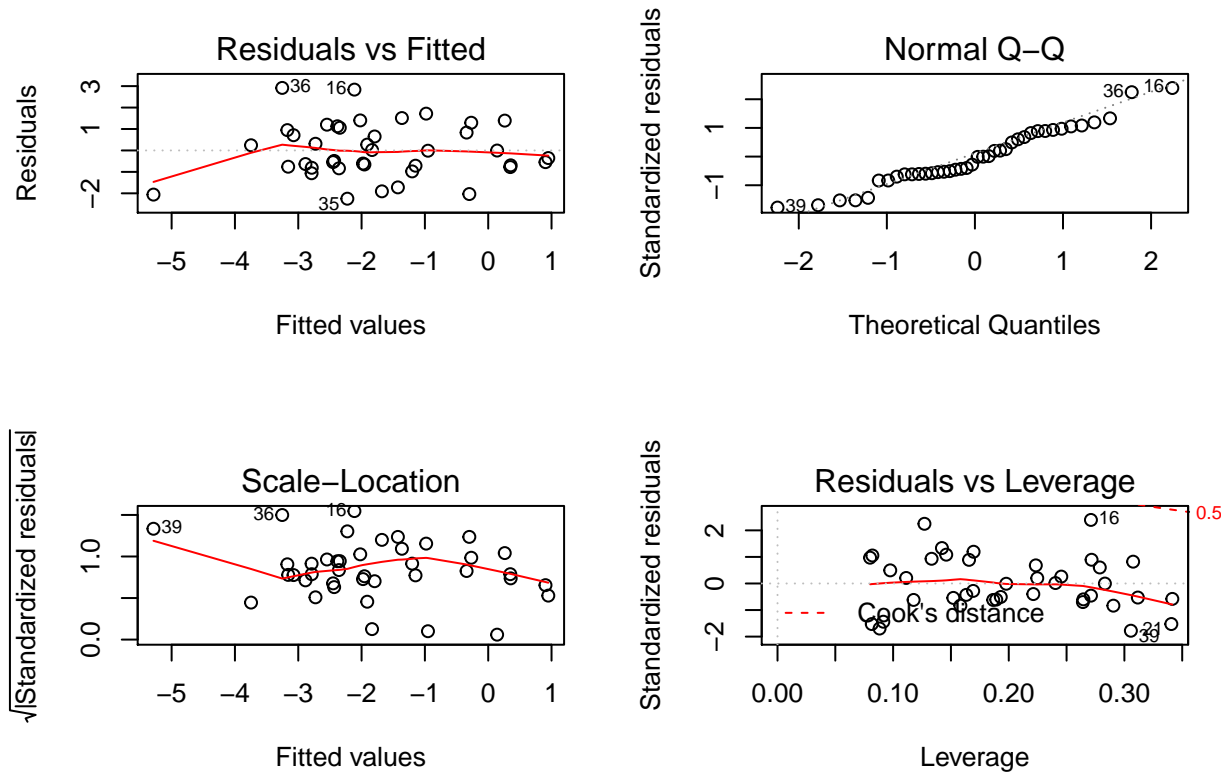 Residuals vs Fitted
Residuals
3
1
−2
36
16
35
−5 −4 −3 −2 −1 0 1
Fitted values
Normal Q−Q
Standardized residuals
1
−1
36
16
39
−2 −1 0 1 2
Theoretical Quantiles
Scale−Location
√|Standardized residuals|
1.0
0.0
39
36
16
−5 −4 −3 −2 −1 0 1
Fitted values
Residuals vs Leverage
Standardized residuals
2
0
−2
0.5
16
Cook's distance
21
39
0.00 0.10 0.20 0.30
Leverage